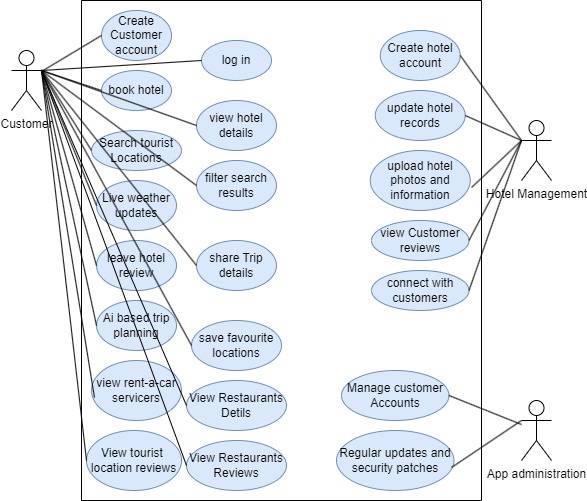 Create
Customer
account
log in
Customer
book hotel
view hotel
details
Search tourist
Locations
filter search
results
Live weather
updates
leave hotel
review
share Trip
details
Ai based trip
planning
save favourite
locations
view rent-a-car
servicers
View Restaurants
Detils
View tourist
location reviews
View Restaurants
Reviews
Create hotel
account
update hotel
records
upload hotel
photos and
information
Hotel Management
view Customer
reviews
connect with
customers
Manage customer
Accounts
Regular updates and
security patches
App administration